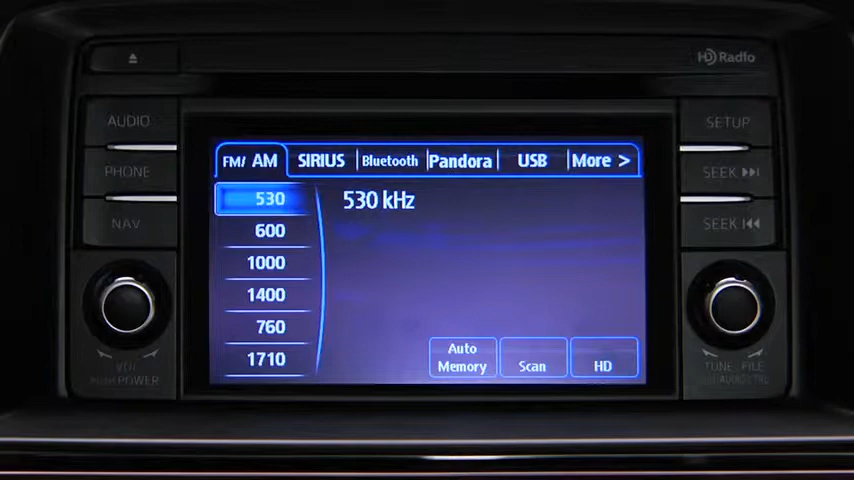 HD Radio
AUDIO
PHONE
NAV
SETUP
SEEK
SEEK
FM/ AM SIRIUS Bluetooth Pandora USB More >
530
600
1000
1400
760
1710
530 kHz
Auto
Memory
Scan
HD
VOL
PUSH POWER
TUNE FILE